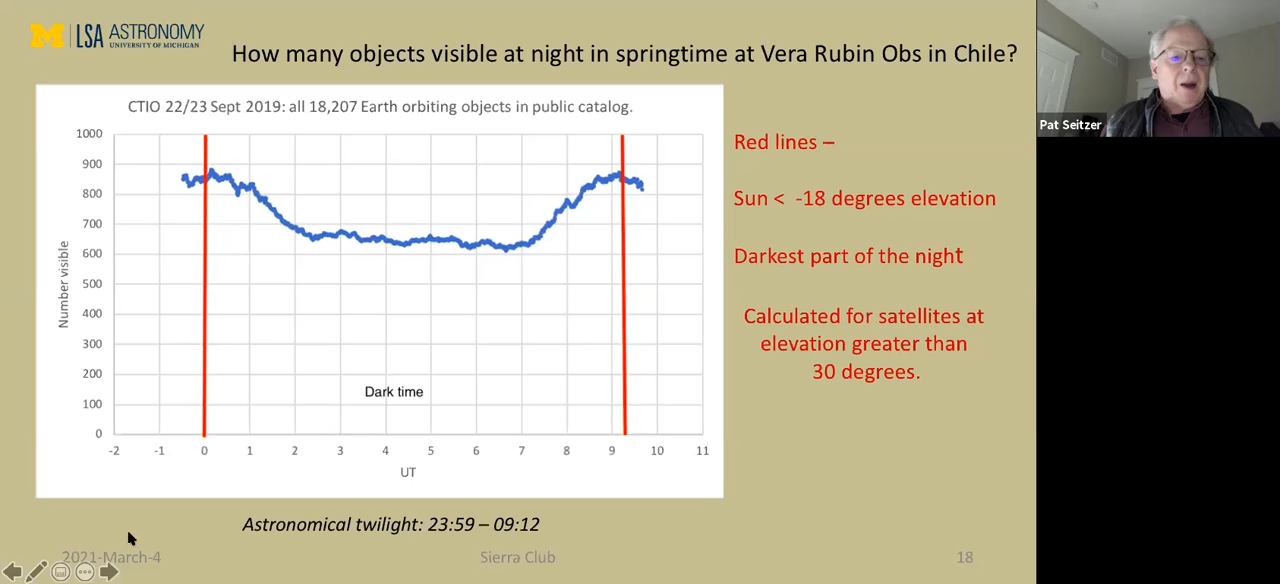 M | LSA ASTRONOMY
UNIVERSITY OF MICHIGAN
How many objects visible at night in springtime at Vera Rubin Obs in Chile?
CTIO 22/23 Sept 2019: all 18,207 Earth orbiting objects in public catalog.
1000
900
800
700
600
500
400
300
200
100
0
Number visible
Dark time
-2 -1 0 1 2 3 4 5 6 7 8 9 10 11
UT
Red lines –
Sun < -18 degrees elevation
Darkest part of the night
Calculated for satellites at
elevation greater than
30 degrees.
Astronomical twilight: 23:59 – 09:12
2021-March-4
Sierra Club
18
Pat Seitzer